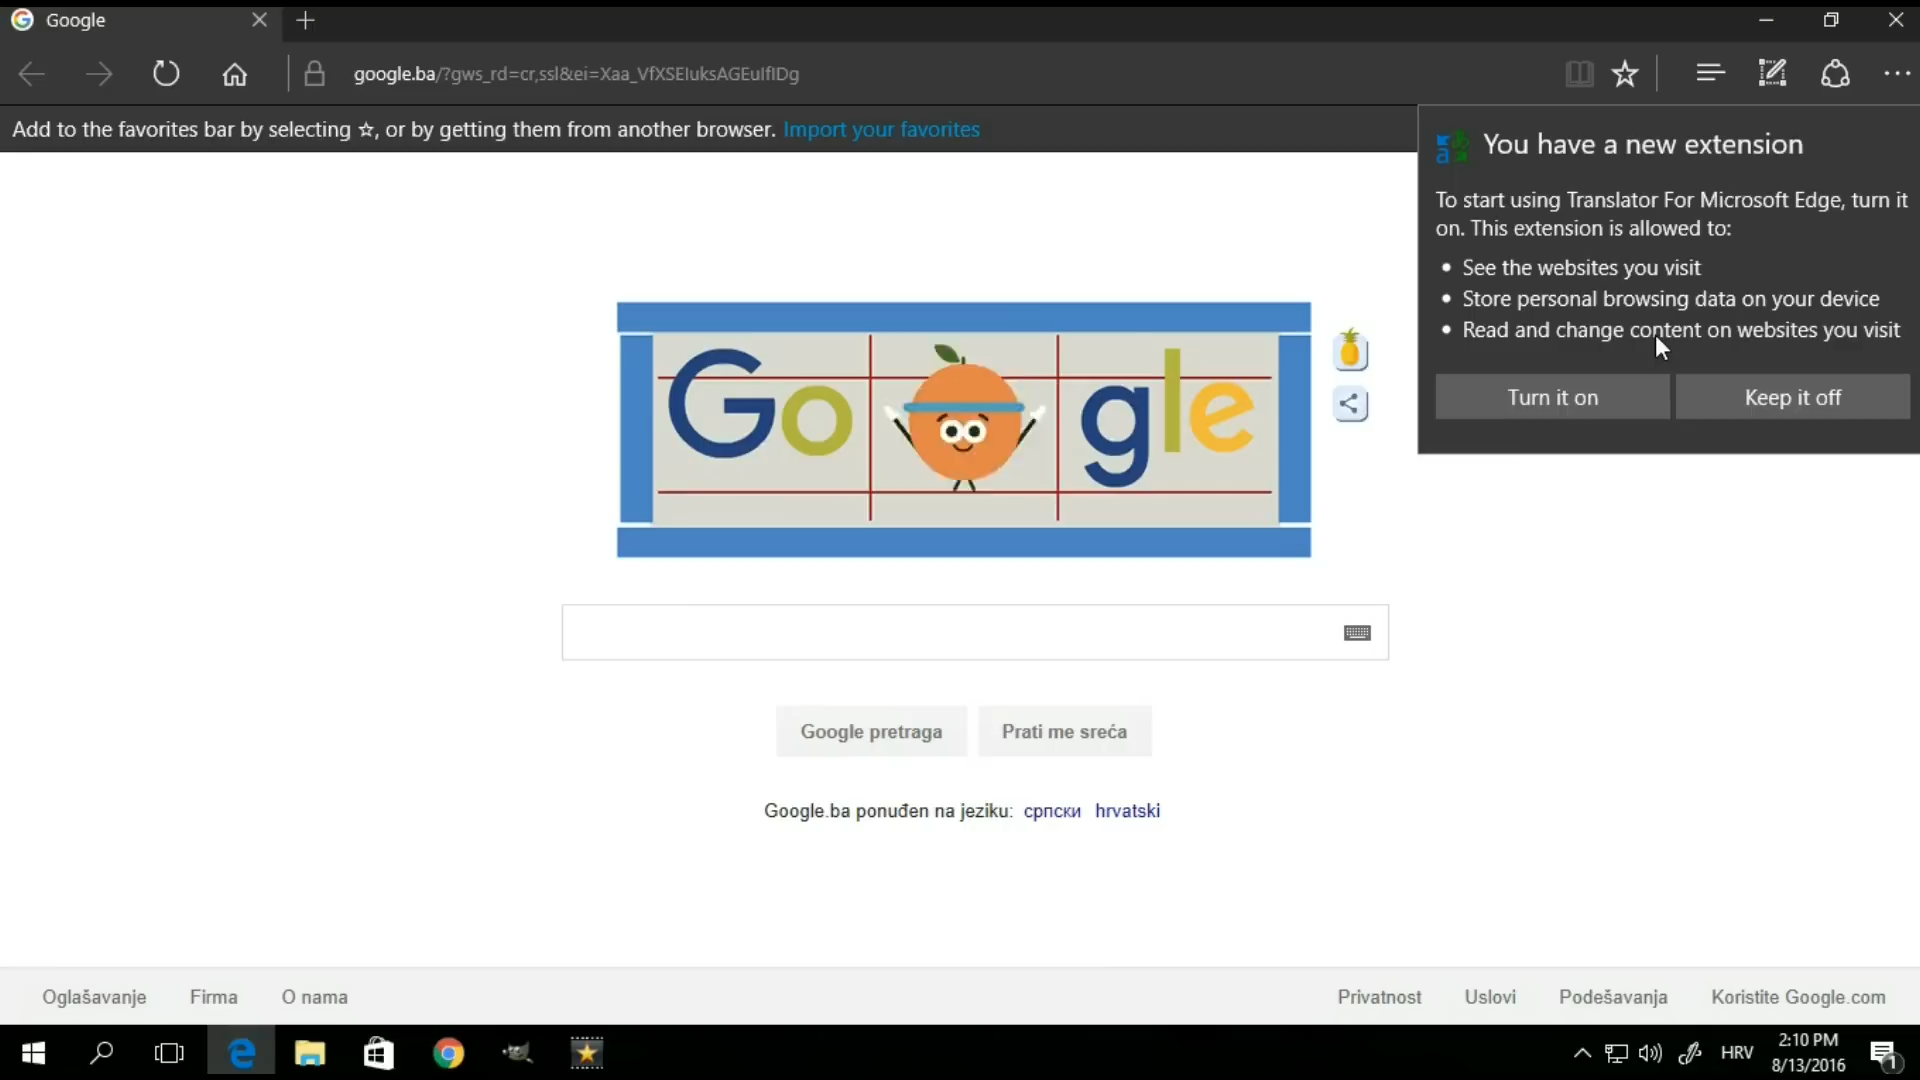 Google
google.ba/?gws_rd=cr,ssl&ei=Xaa_VfXSEIuksAGEuIfIDg
Add to the favorites bar by selecting ☆, or by getting them from another browser. Import your favorites
You have a new extension
To start using Translator For Microsoft Edge, turn it
on. This extension is allowed to:
• See the websites you visit
• Store personal browsing data on your device
• Read and change content on websites you visit
Turn it on Keep it off
Go gle
Google pretraga Prati me sreća
Google.ba ponuđen na jeziku: српски hrvatski
Oglašavanje Firma O nama Privatnost Uslovi Podešavanja Koristite Google.com
HRV
2:10 PM
8/13/2016
1